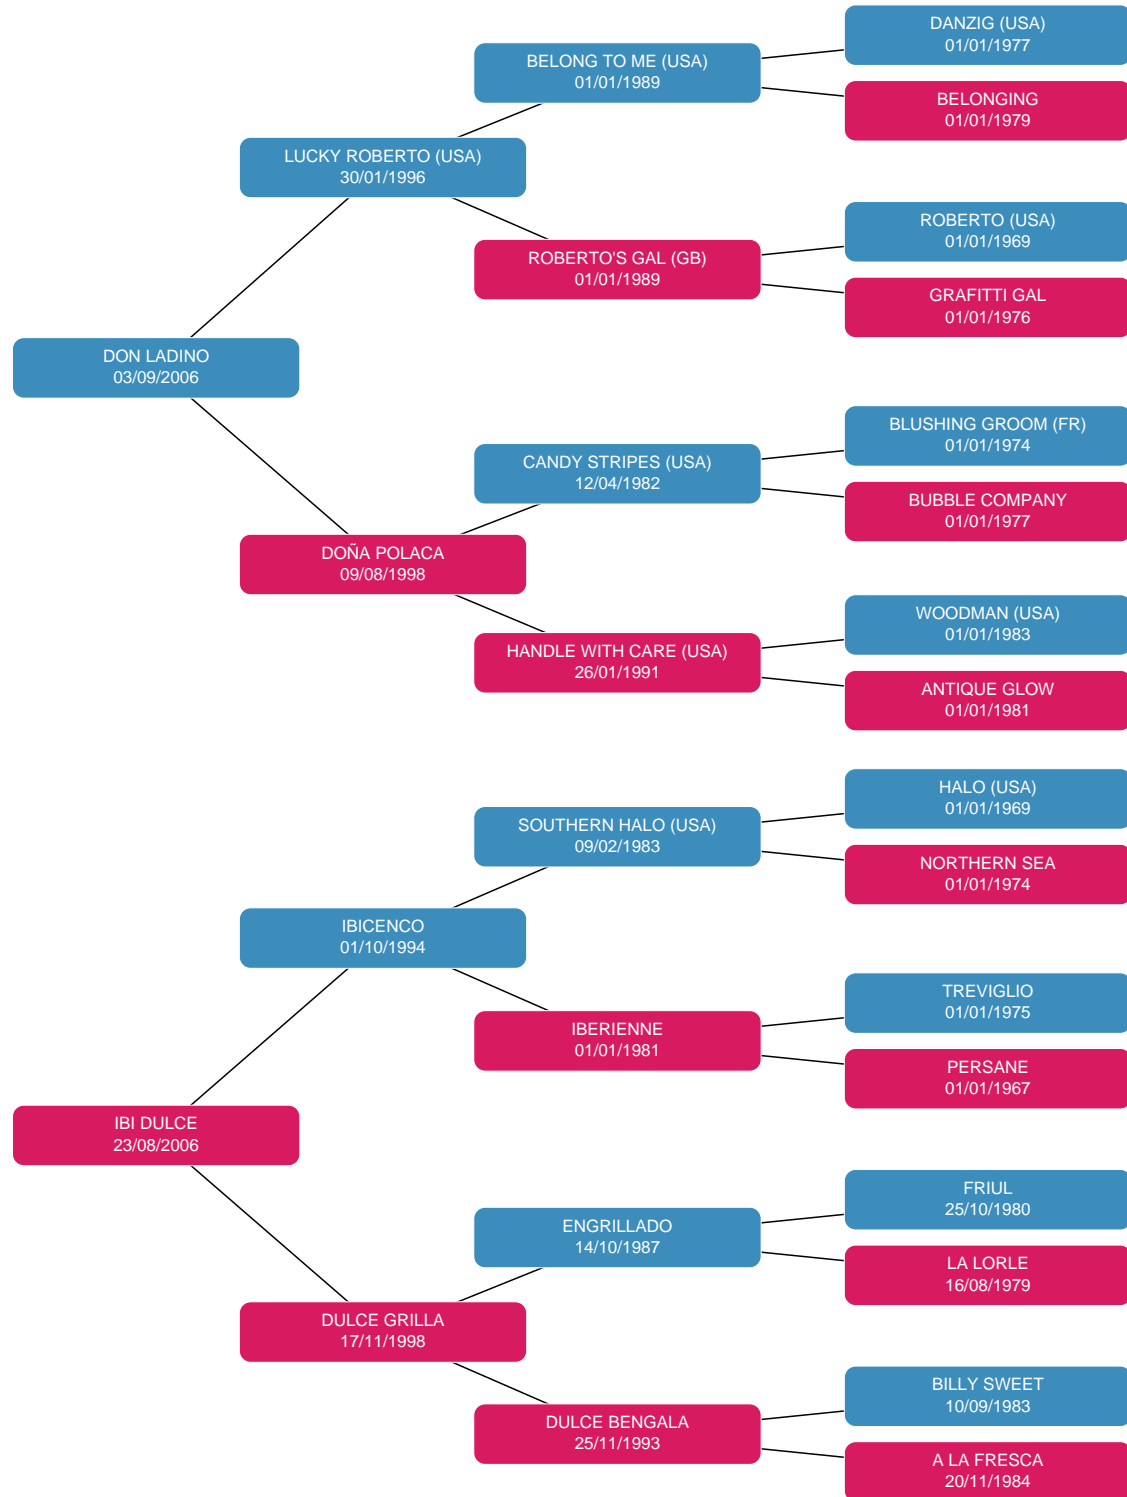 DANZIG (USA)
01/01/1977
BELONG TO ME (USA)
01/01/1989
BELONGING
01/01/1979
LUCKY ROBERTO (USA)
30/01/1996
ROBERTO (USA)
01/01/1969
ROBERTO'S GAL (GB)
01/01/1989
GRAFITTI GAL
01/01/1976
DON LADINO
03/09/2006
BLUSHING GROOM (FR)
01/01/1974
CANDY STRIPES (USA)
12/04/1982
BUBBLE COMPANY
01/01/1977
DOÑA POLACA
09/08/1998
WOODMAN (USA)
01/01/1983
HANDLE WITH CARE (USA)
26/01/1991
ANTIQUE GLOW
01/01/1981
HALO (USA)
01/01/1969
SOUTHERN HALO (USA)
09/02/1983
NORTHERN SEA
01/01/1974
IBICENCO
01/10/1994
TREVIGLIO
01/01/1975
IBERIENNE
01/01/1981
PERSANE
01/01/1967
IBI DULCE
23/08/2006
FRIUL
25/10/1980
ENGRILLADO
14/10/1987
LA LORLE
16/08/1979
DULCE GRILLA
17/11/1998
BILLY SWEET
10/09/1983
DULCE BENGALA
25/11/1993
A LA FRESCA
20/11/1984